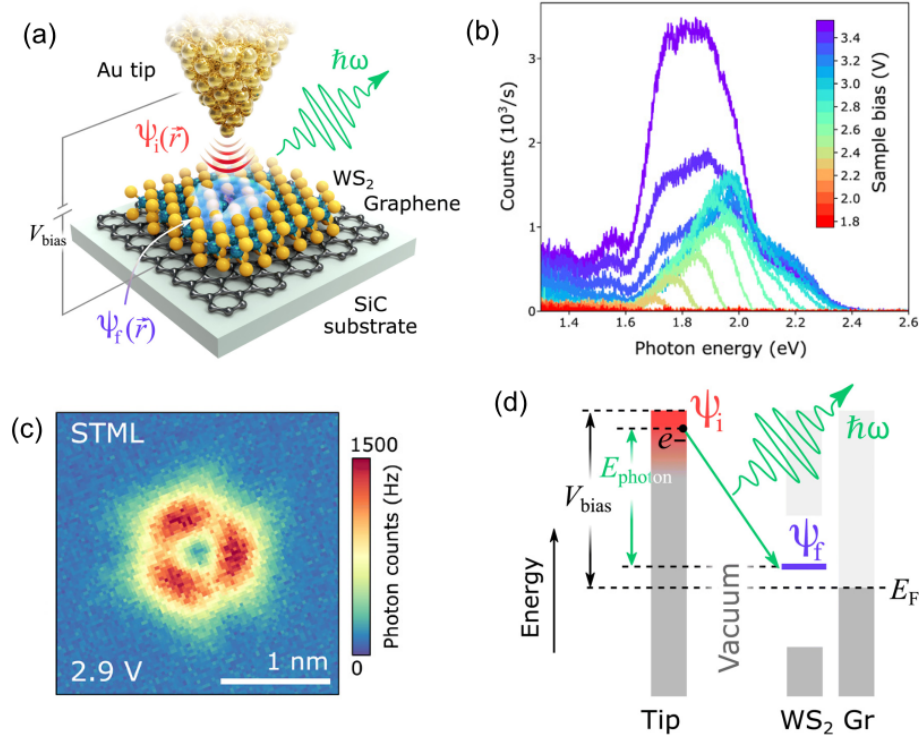 (a)
Au tip
ħω
ψi(r⃗)
WS2
Graphene
Vbias
SiC
substrate
ψf(r⃗)
(b)
Counts (10³/s)
3
2
1
0
1.4 1.6 1.8 2.0 2.2 2.4 2.6
Photon energy (eV)
3.4
3.2
3.0
2.8
2.6
2.4
2.2
2.0
1.8
Sample bias (V)
(c)
STML
2.9 V
1 nm
1500
0
Photon counts (Hz)
(d)
ψi
ħω
e-
Ephoton
Vbias
ψf
Energy
Vacuum
EF
Tip
WS2 Gr